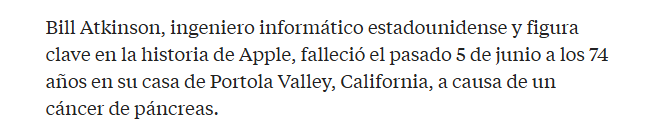 Bill Atkinson, ingeniero informático estadounidense y figura
clave en la historia de Apple, falleció el pasado 5 de junio a los 74
años en su casa de Portola Valley, California, a causa de un
cáncer de páncreas.